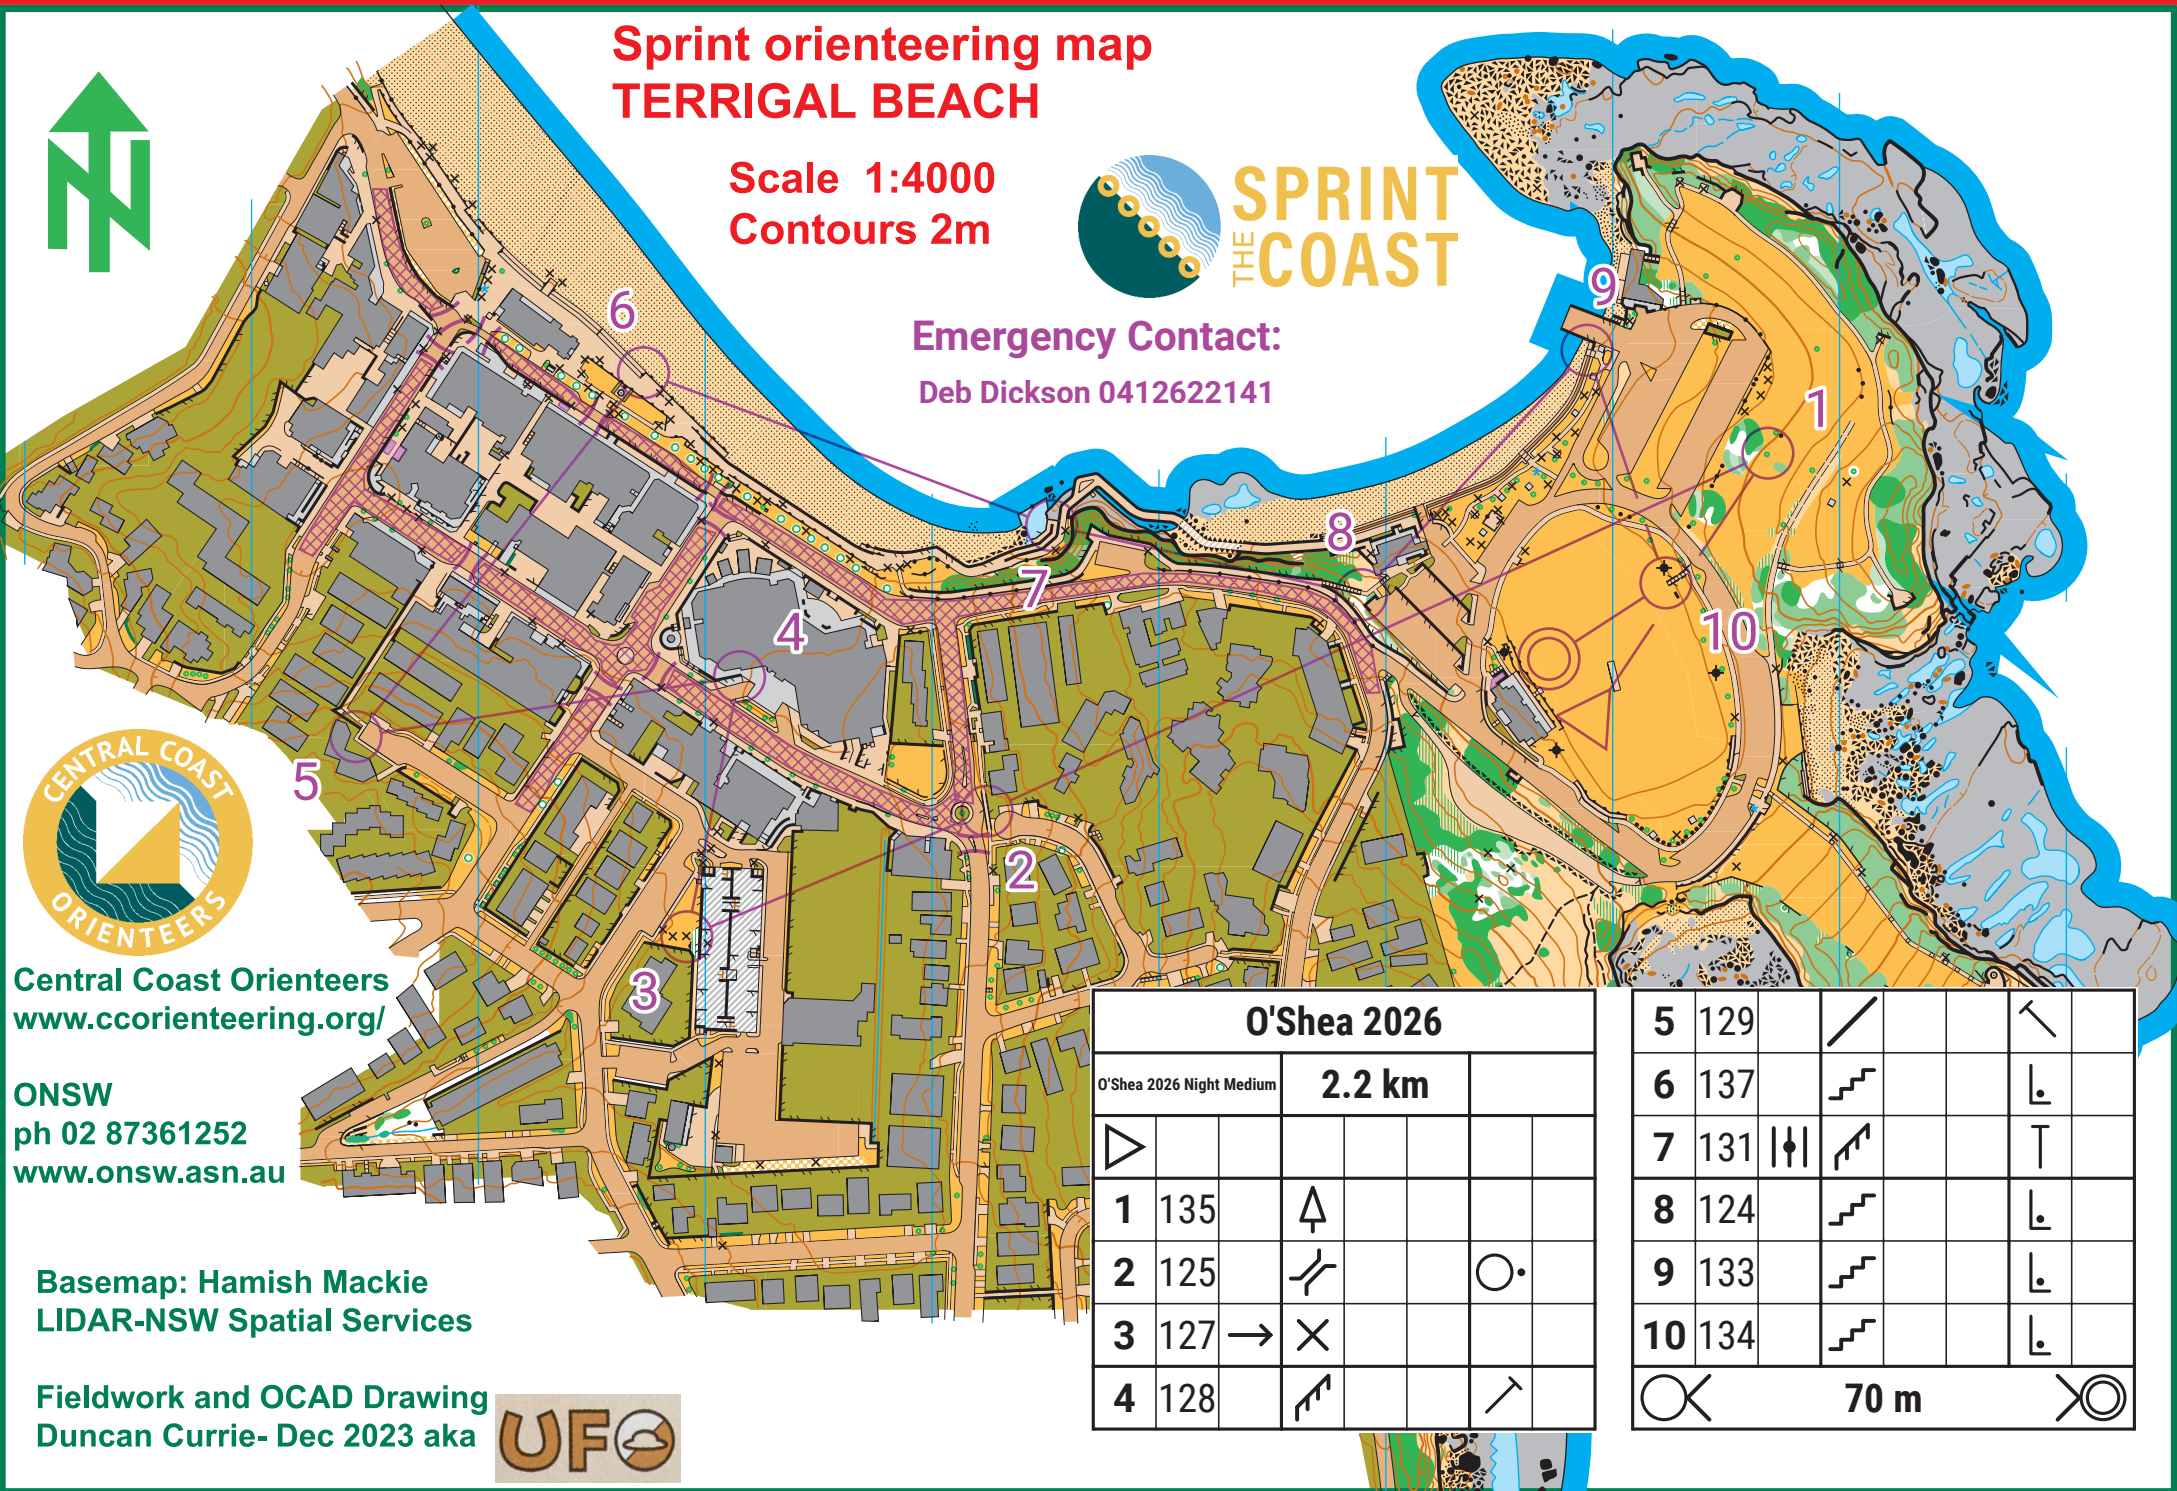 Sprint orienteering map
TERRIGAL BEACH
Scale 1:4000
Contours 2m
SPRINT
THE COAST
Emergency Contact:
Deb Dickson 0412622141
N
1
2
3
4
5
6
7
8
9
10
CENTRAL COAST
ORIENTEERS
Central Coast Orienteers
www.ccorienteering.org/
ONSW
ph 02 87361252
www.onsw.asn.au
Basemap: Hamish Mackie
LIDAR-NSW Spatial Services
Fieldwork and OCAD Drawing
Duncan Currie- Dec 2023 aka
UFO
O'Shea 2026
O'Shea 2026 Night Medium 2.2 km
1 135
2 125
3 127
4 128
5 129
6 137
7 131
8 124
9 133
10 134
70 m